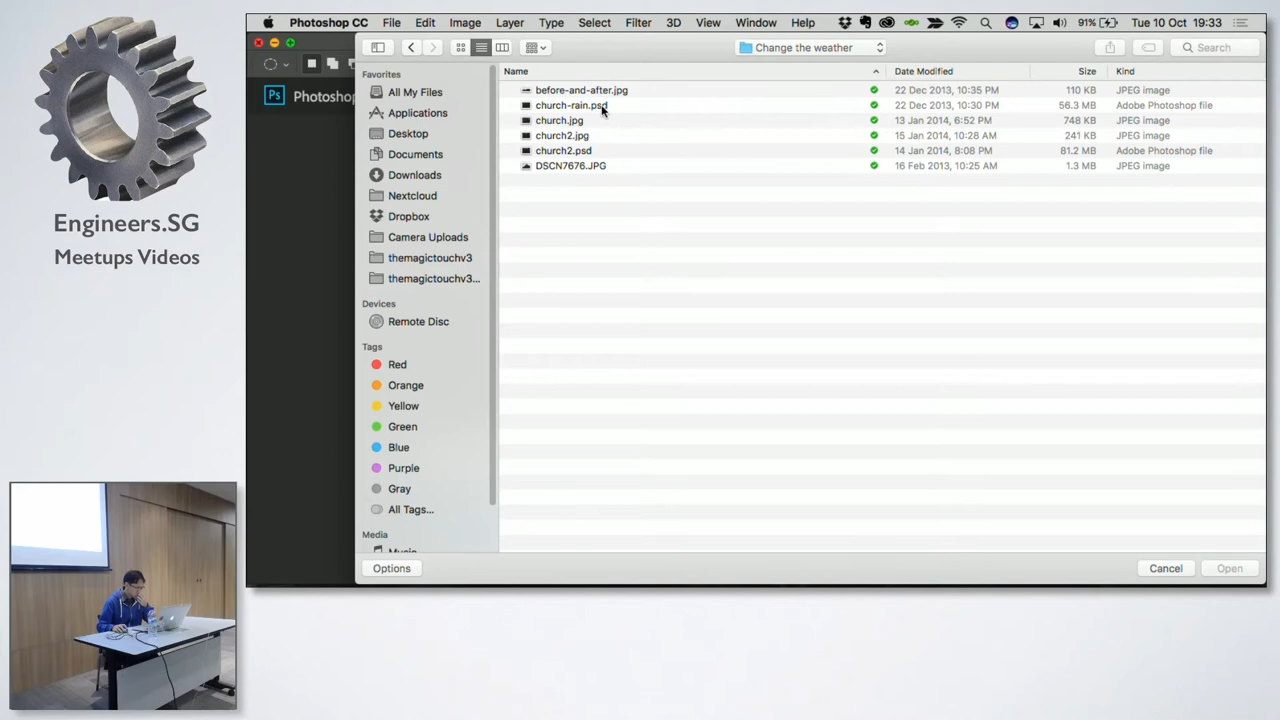 Engineers.SG
Meetups Videos
Photoshop CC File Edit Image Layer Type Select Filter 3D View Window Help 91% Tue 10 Oct 19:33
Change the weather
Search
Ps Photoshop
Favorites
All My Files
Applications
Desktop
Documents
Downloads
Nextcloud
Dropbox
Camera Uploads
themagictouchv3
themagictouchv3...
Devices
Remote Disc
Tags
Red
Orange
Yellow
Green
Blue
Purple
Gray
All Tags...
Media
Music
Name Date Modified Size Kind
before-and-after.jpg 22 Dec 2013, 10:35 PM 110 KB JPEG image
church-rain.psd 22 Dec 2013, 10:30 PM 56.3 MB Adobe Photoshop file
church.jpg 13 Jan 2014, 6:52 PM 748 KB JPEG image
church2.jpg 15 Jan 2014, 10:28 AM 241 KB JPEG image
church2.psd 14 Jan 2014, 8:08 PM 81.2 MB Adobe Photoshop file
DSCN7676.JPG 16 Feb 2013, 10:25 AM 1.3 MB JPEG image
Options
Cancel
Open